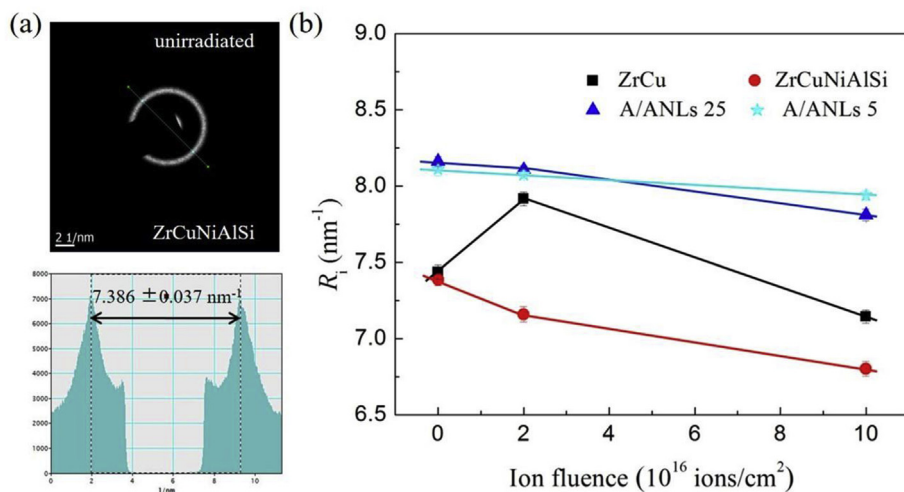 (a)
unirradiated
ZrCuNiAlSi
2 1/nm
8000
7000
6000
5000
4000
3000
2000
1000
0
7.386 ±0.037 nm⁻¹
0 2 4 6 8 10
1/nm
(b)
9.0
8.5
8.0
7.5
7.0
6.5
Rᵢ (nm⁻¹)
ZrCu ZrCuNiAlSi
A/ANLs 25 A/ANLs 5
0 2 4 6 8 10
Ion fluence (10¹⁶ ions/cm²)